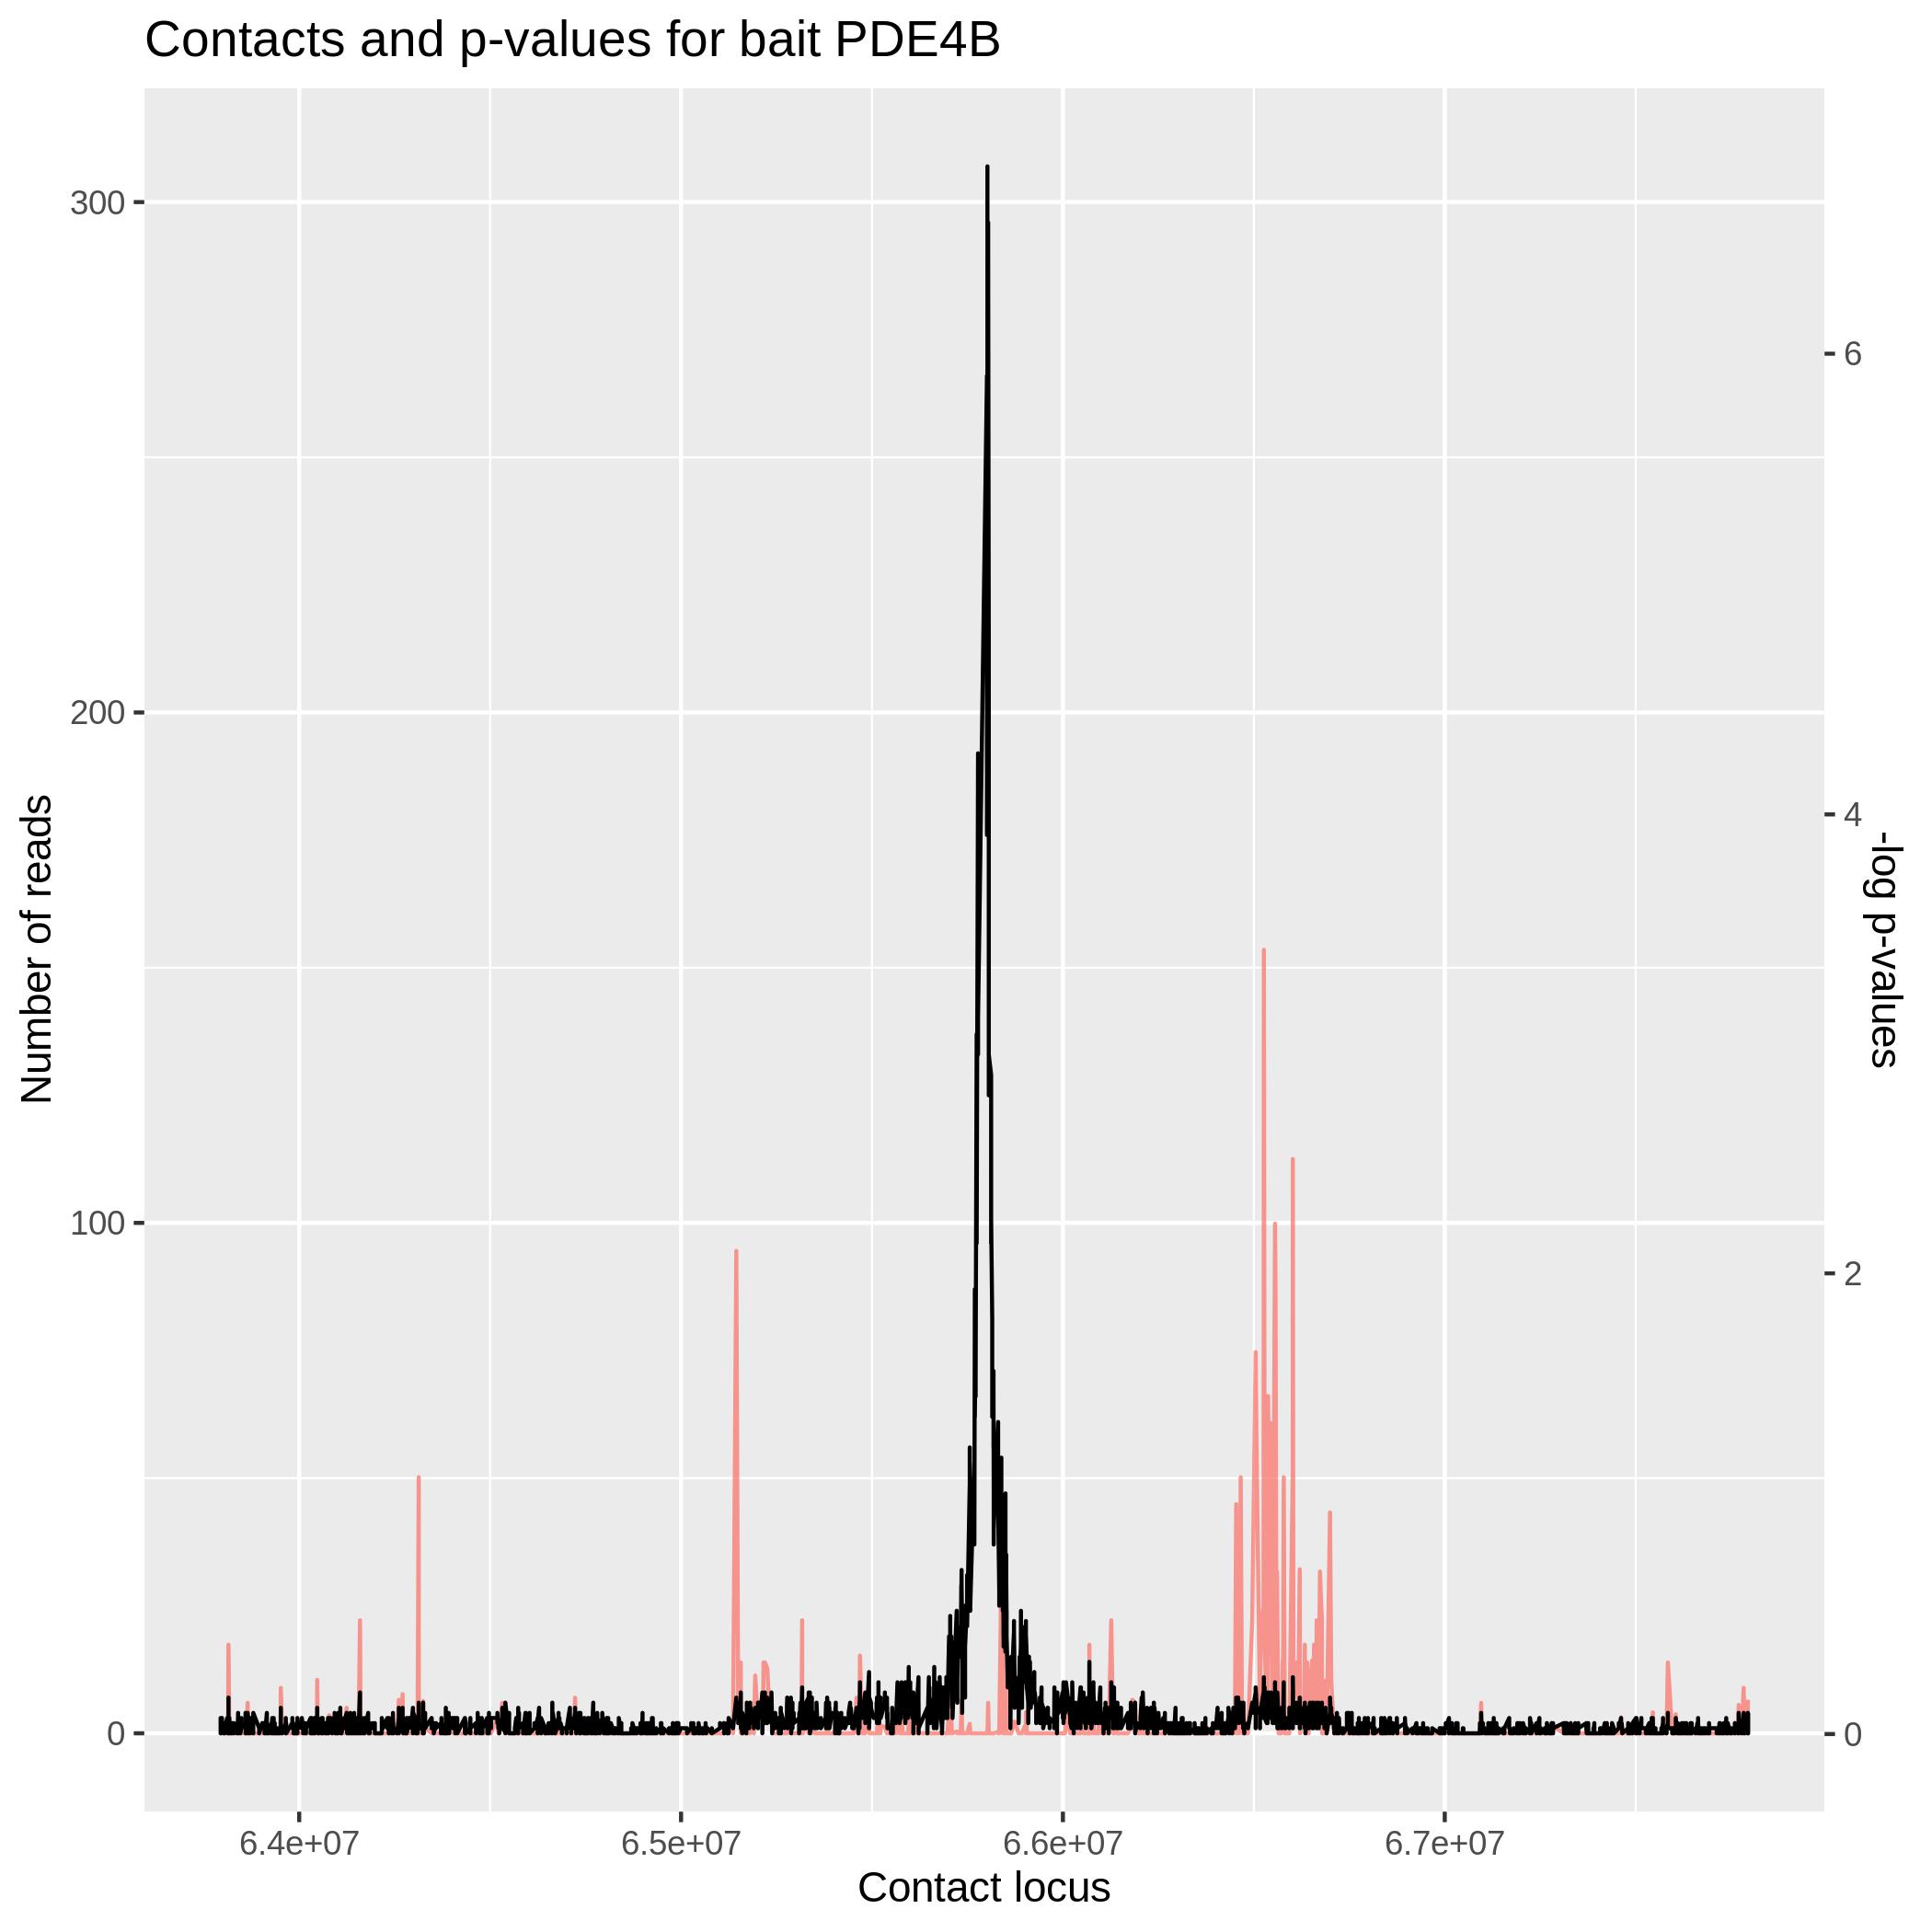 Contacts and p-values for bait PDE4B
300
200
100
0
Number of reads
6
4
2
0
-log p-values
6.4e+07 6.5e+07 6.6e+07 6.7e+07
Contact locus